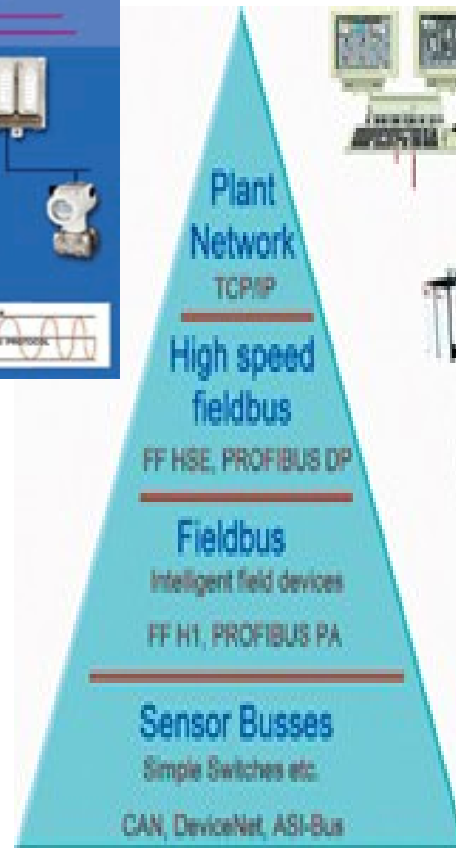 Plant
Network
TCP/IP
High speed
fieldbus
FF HSE, PROFIBUS DP
Fieldbus
Intelligent field devices
FF H1, PROFIBUS PA
Sensor Busses
Simple Switches etc.
CAN, DeviceNet, ASI-Bus
PROTOCOL